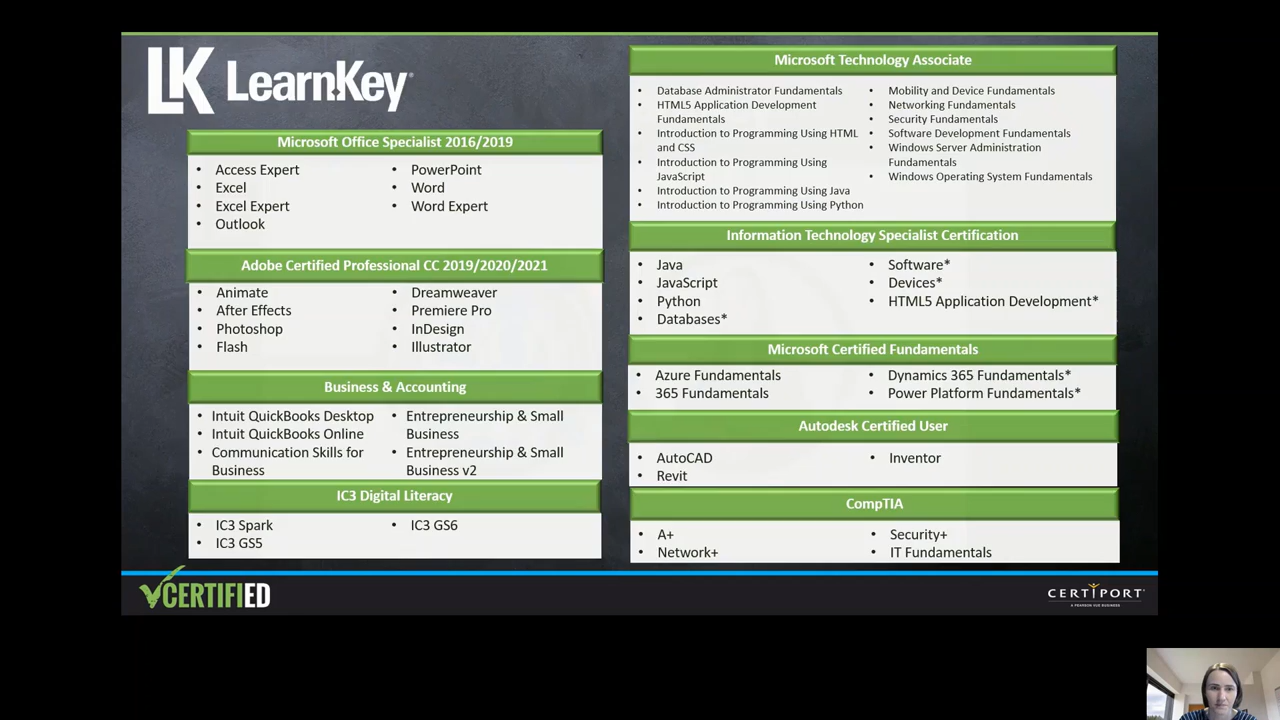 LK LearnKey®
Microsoft Office Specialist 2016/2019
• Access Expert
• Excel
• Excel Expert
• Outlook
• PowerPoint
• Word
• Word Expert
Adobe Certified Professional CC 2019/2020/2021
• Animate
• After Effects
• Photoshop
• Flash
• Dreamweaver
• Premiere Pro
• InDesign
• Illustrator
Business & Accounting
• Intuit QuickBooks Desktop
• Intuit QuickBooks Online
• Communication Skills for
Business
• Entrepreneurship & Small
Business
• Entrepreneurship & Small
Business v2
IC3 Digital Literacy
• IC3 Spark
• IC3 GS5
• IC3 GS6
Microsoft Technology Associate
• Database Administrator Fundamentals
• HTML5 Application Development
Fundamentals
• Introduction to Programming Using HTML
and CSS
• Introduction to Programming Using
JavaScript
• Introduction to Programming Using Java
• Introduction to Programming Using Python
• Mobility and Device Fundamentals
• Networking Fundamentals
• Security Fundamentals
• Software Development Fundamentals
• Windows Server Administration
Fundamentals
• Windows Operating System Fundamentals
Information Technology Specialist Certification
• Java
• JavaScript
• Python
• Databases*
• Software*
• Devices*
• HTML5 Application Development*
Microsoft Certified Fundamentals
• Azure Fundamentals
• 365 Fundamentals
• Dynamics 365 Fundamentals*
• Power Platform Fundamentals*
Autodesk Certified User
• AutoCAD
• Revit
• Inventor
CompTIA
• A+
• Network+
• Security+
• IT Fundamentals
CERTIFIED
CERTIPORT
A PEARSON VUE BUSINESS